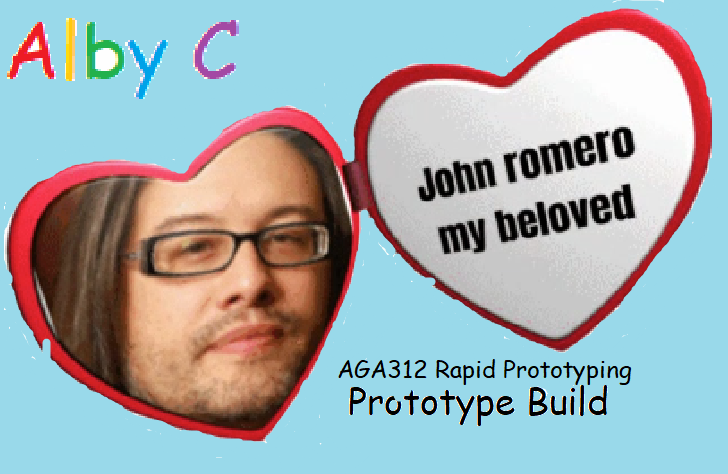 Alby C
John romero
my beloved
AGA312 Rapid Prototyping
Prototype Build